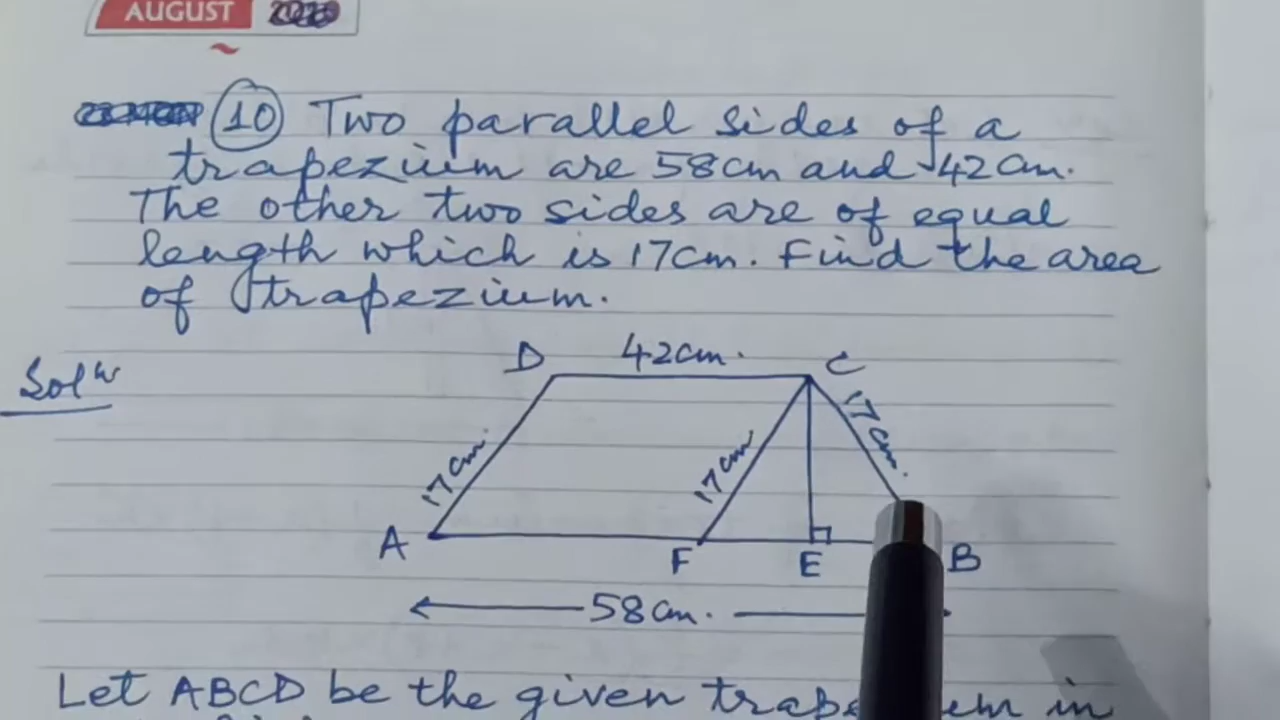 AUGUST
10 Two parallel sides of a
trapezium are 58cm and 42cm.
The other two sides are of equal
length which is 17cm. Find the area
of trapezium.
Solⁿ
D 42cm. C
17cm. 17cm 17cm.
A F E B
58cm.
Let ABCD be the given in